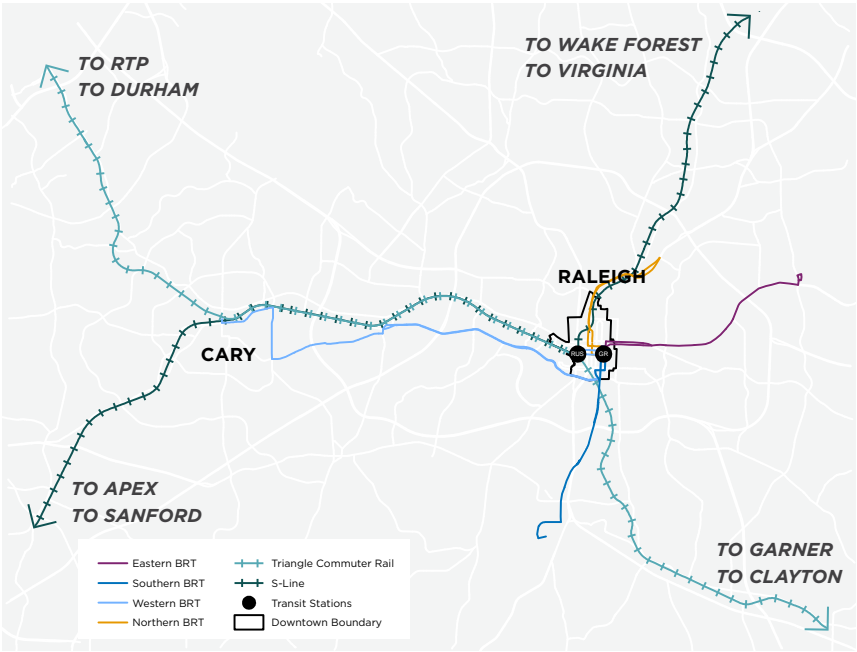 TO RTP
TO DURHAM
TO WAKE FOREST
TO VIRGINIA
RALEIGH
CARY
RUS
GR
TO APEX
TO SANFORD
TO GARNER
TO CLAYTON
Eastern BRT
Southern BRT
Western BRT
Northern BRT
Triangle Commuter Rail
S-Line
Transit Stations
Downtown Boundary